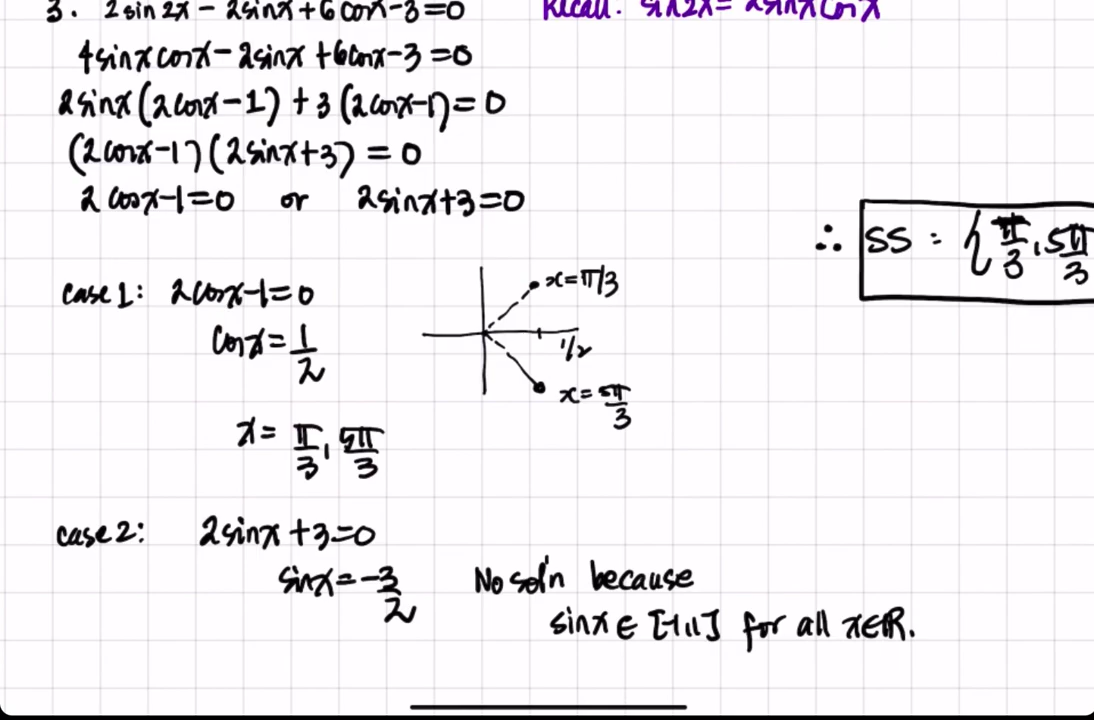 3. 2sin2x - 2sinx + 6cosx - 3 = 0 Recall: sin2x = 2sinxcosx
4sinxcosx - 2sinx + 6cosx - 3 = 0
2sinx(2cosx-1) + 3(2cosx-1) = 0
(2cosx-1)(2sinx+3) = 0
2cosx-1=0 or 2sinx+3=0
∴ SS = {π/3, 5π/3
case 1: 2cosx-1=0
cosx = 1/2
x = π/3, 5π/3
x = π/3
1/2
x = 5π/3
case 2: 2sinx + 3 = 0
sinx = -3/2 No sol'n because
sinx ∈ [-1,1] for all x∈ℝ.